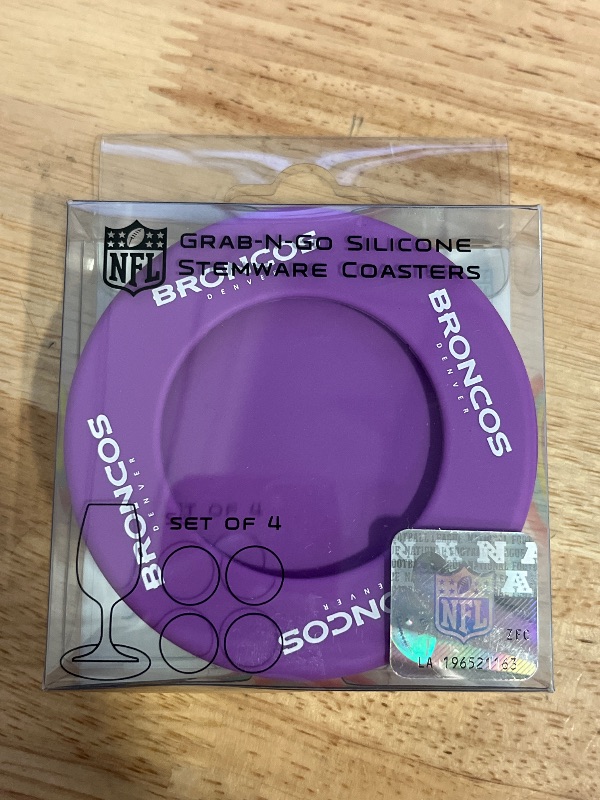 NFL
Grab-N-Go Silicone
Stemware Coasters
BRONCOS
DENVER
BRONCOS
DENVER
BRONCOS
DENVER
SET OF 4
BRONCOS
DENVER
NFL
ZFC
LA 196521163